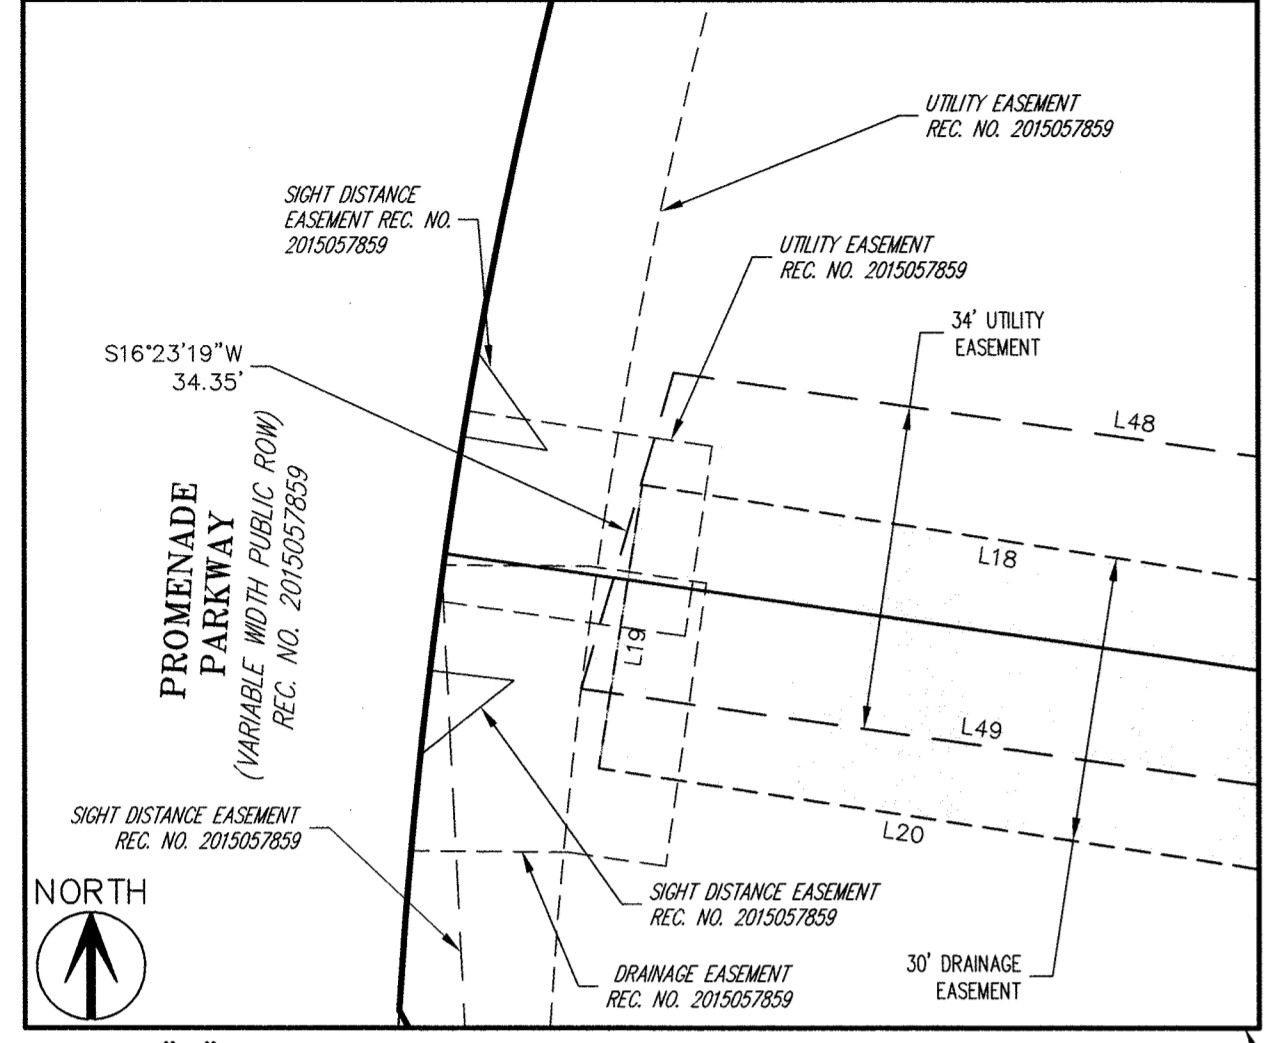 UTILITY EASEMENT
REC. NO. 2015057859
SIGHT DISTANCE
EASEMENT REC. NO.
2015057859
UTILITY EASEMENT
REC. NO. 2015057859
34' UTILITY
EASEMENT
S16°23'19"W
34.35'
L48
PROMENADE
PARKWAY
(VARIABLE WIDTH PUBLIC ROW)
REC. NO. 2015057859
L18
L19
L49
SIGHT DISTANCE EASEMENT
REC. NO. 2015057859
L20
NORTH
SIGHT DISTANCE EASEMENT
REC. NO. 2015057859
DRAINAGE EASEMENT
REC. NO. 2015057859
30' DRAINAGE
EASEMENT